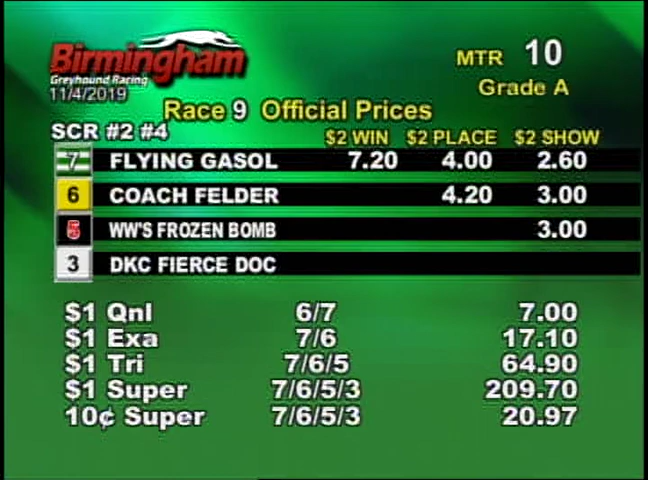 Birmingham
Greyhound Racing
11/4/2019
MTR 10
Grade A
Race 9 Official Prices
SCR #2 #4
$2 WIN $2 PLACE $2 SHOW
7 FLYING GASOL 7.20 4.00 2.60
6 COACH FELDER 4.20 3.00
5 WW'S FROZEN BOMB 3.00
3 DKC FIERCE DOC
$1 Qnl 6/7 7.00
$1 Exa 7/6 17.10
$1 Tri 7/6/5 64.90
$1 Super 7/6/5/3 209.70
10¢ Super 7/6/5/3 20.97